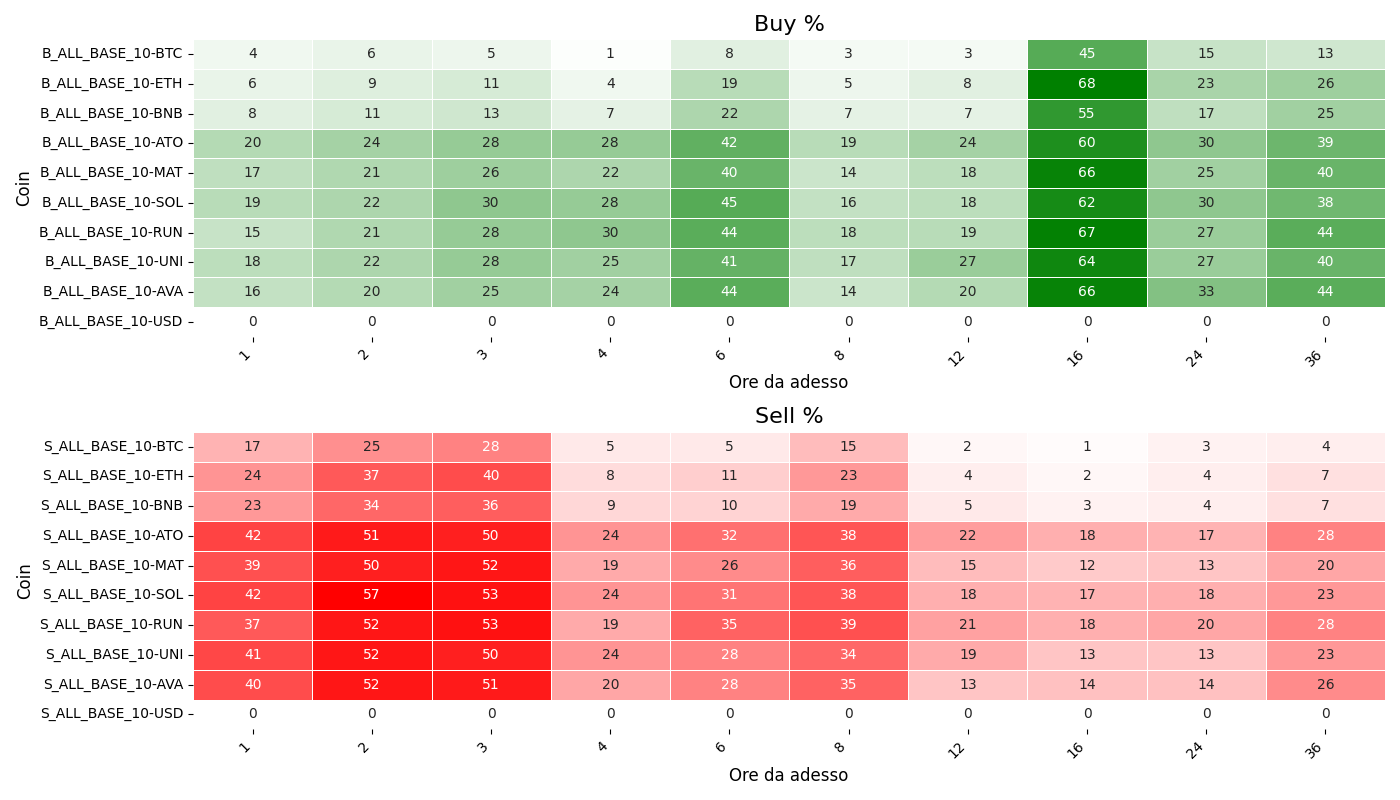 Buy %
Coin
B_ALL_BASE_10-BTC 4 6 5 1 8 3 3 45 15 13
B_ALL_BASE_10-ETH 6 9 11 4 19 5 8 68 23 26
B_ALL_BASE_10-BNB 8 11 13 7 22 7 7 55 17 25
B_ALL_BASE_10-ATO 20 24 28 28 42 19 24 60 30 39
B_ALL_BASE_10-MAT 17 21 26 22 40 14 18 66 25 40
B_ALL_BASE_10-SOL 19 22 30 28 45 16 18 62 30 38
B_ALL_BASE_10-RUN 15 21 28 30 44 18 19 67 27 44
B_ALL_BASE_10-UNI 18 22 28 25 41 17 27 64 27 40
B_ALL_BASE_10-AVA 16 20 25 24 44 14 20 66 33 44
B_ALL_BASE_10-USD 0 0 0 0 0 0 0 0 0 0
1 2 3 4 6 8 12 16 24 36
Ore da adesso
Sell %
Coin
S_ALL_BASE_10-BTC 17 25 28 5 5 15 2 1 3 4
S_ALL_BASE_10-ETH 24 37 40 8 11 23 4 2 4 7
S_ALL_BASE_10-BNB 23 34 36 9 10 19 5 3 4 7
S_ALL_BASE_10-ATO 42 51 50 24 32 38 22 18 17 28
S_ALL_BASE_10-MAT 39 50 52 19 26 36 15 12 13 20
S_ALL_BASE_10-SOL 42 57 53 24 31 38 18 17 18 23
S_ALL_BASE_10-RUN 37 52 53 19 35 39 21 18 20 28
S_ALL_BASE_10-UNI 41 52 50 24 28 34 19 13 13 23
S_ALL_BASE_10-AVA 40 52 51 20 28 35 13 14 14 26
S_ALL_BASE_10-USD 0 0 0 0 0 0 0 0 0 0
1 2 3 4 6 8 12 16 24 36
Ore da adesso